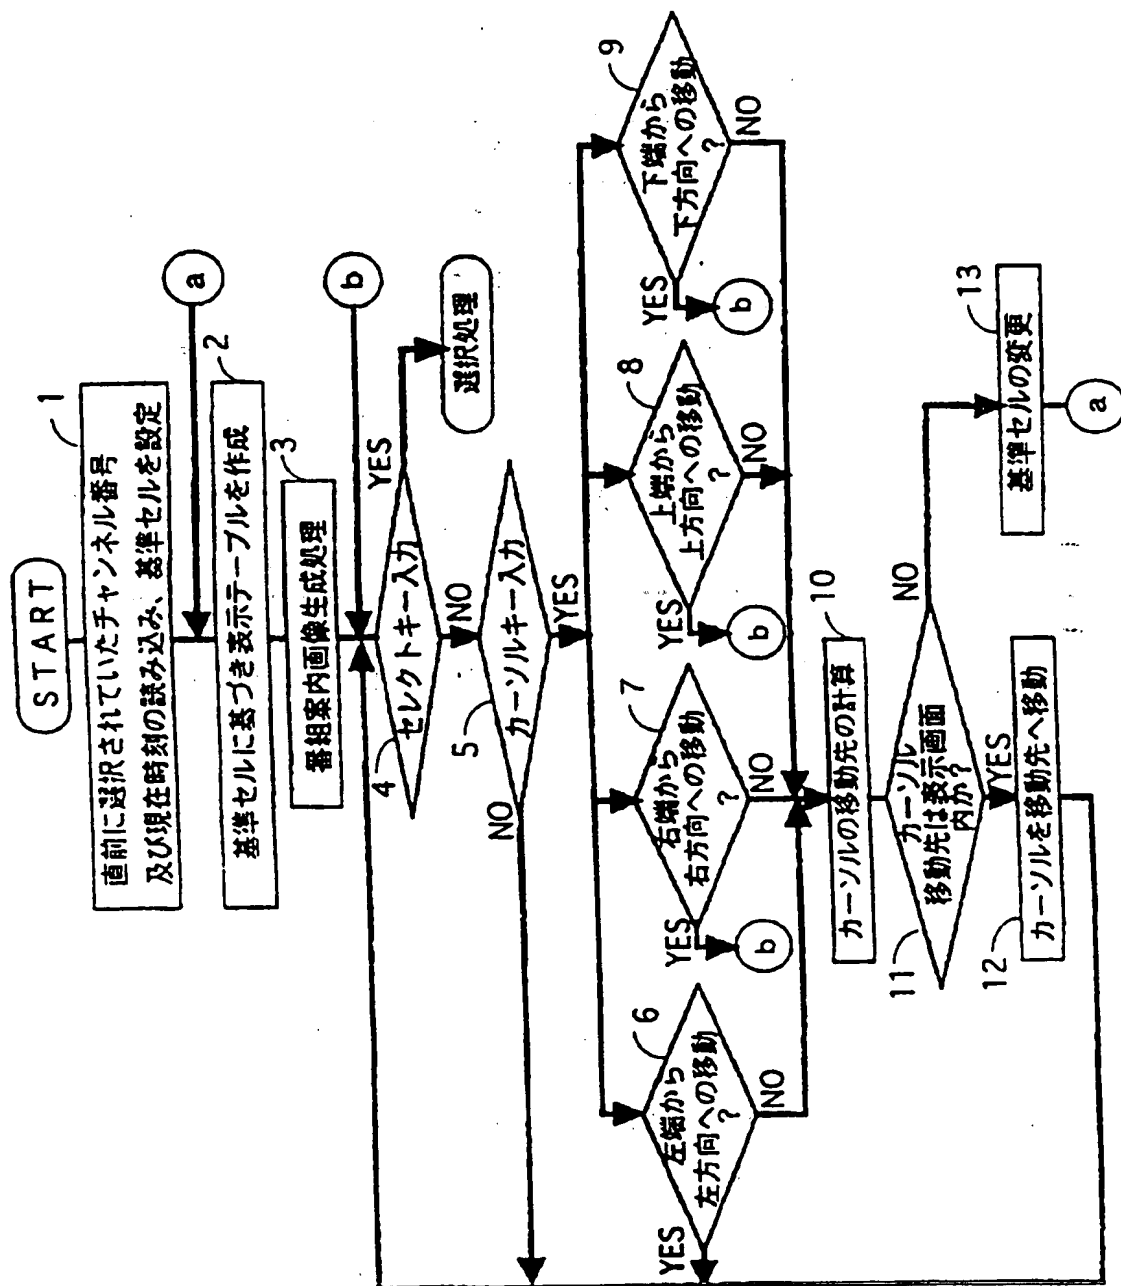 START
1
直前に選択されていたチャンネル番号
及び現在時刻の読み込み、基準セルを設定
a
2
基準セルに基づき表示テーブルを作成
3
番組案内画像生成処理
b
4
セレクトキー入力
YES
選択処理
NO
5
カーソルキー入力
NO
YES
6
左端から
左方向への移動
?
YES
NO
7
右端から
右方向への移動
?
YES
b
NO
8
上端から
上方向への移動
?
YES
b
NO
9
下端から
下方向への移動
?
YES
b
NO
10
カーソルの移動先の計算
11
カーソル
移動先は表示画面
内か?
NO
YES
12
カーソルを移動先へ移動
13
基準セルの変更
a